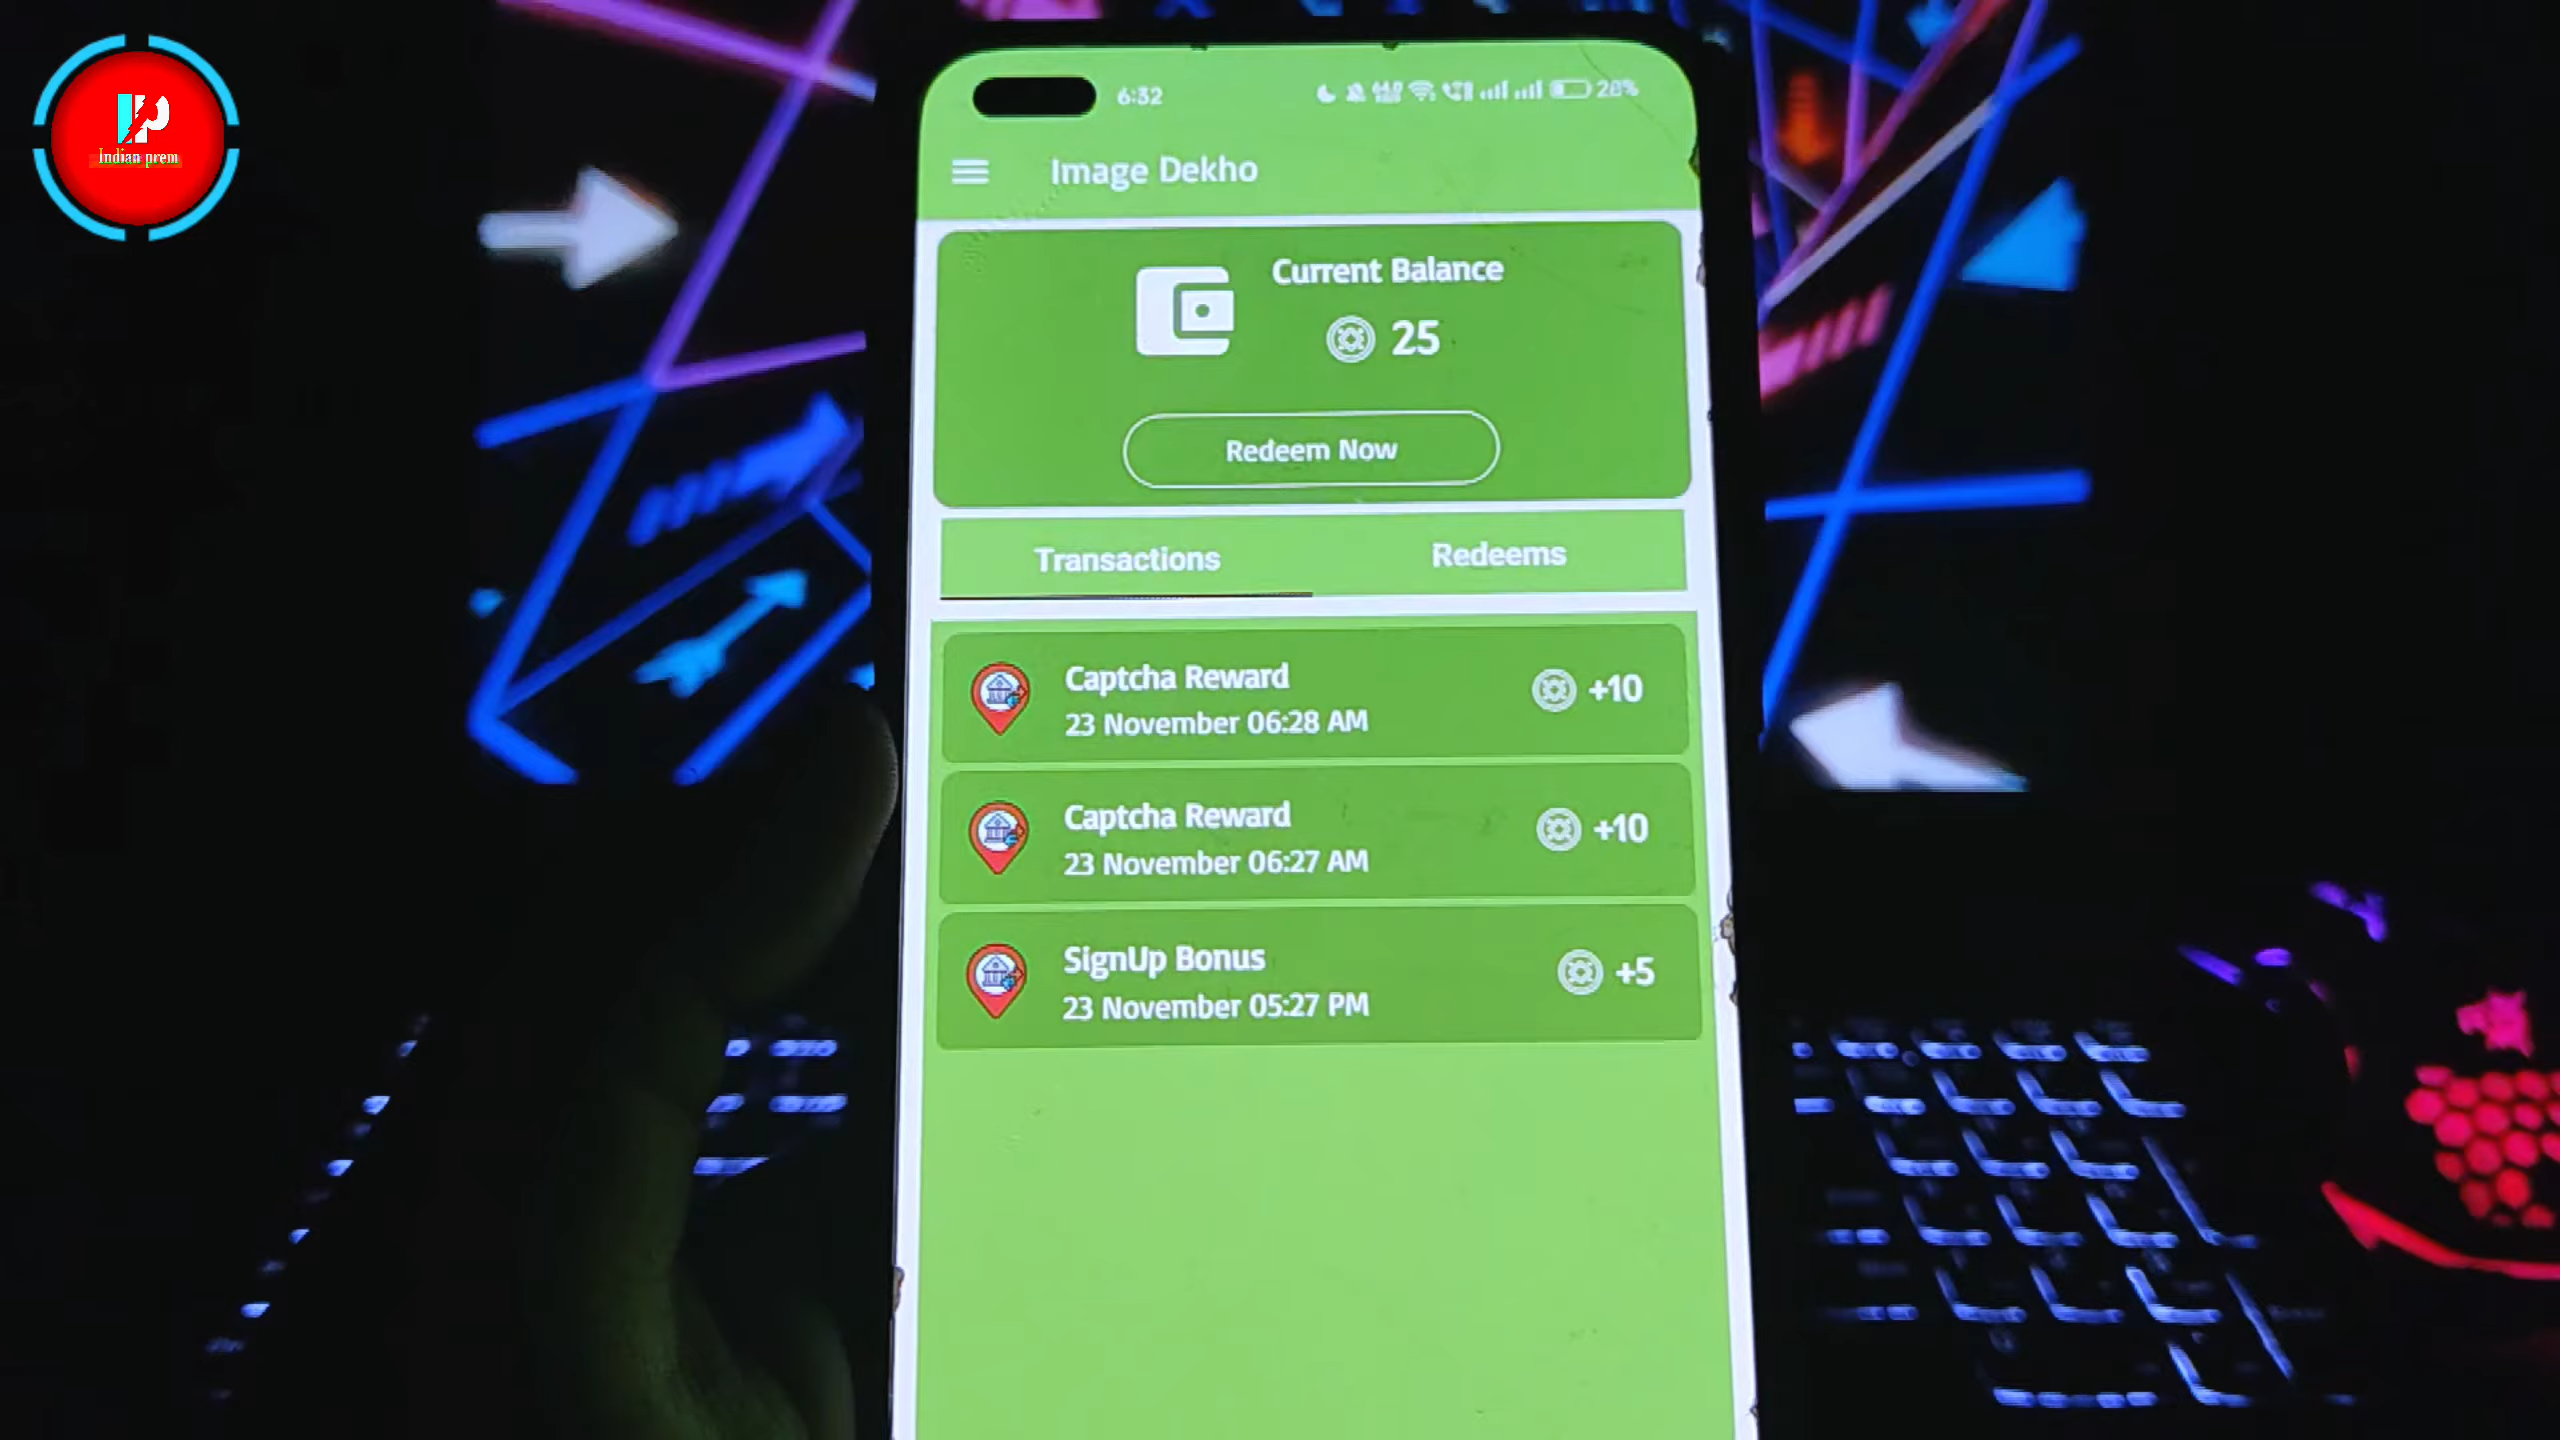 Indian prem
6:32
Image Dekho
Current Balance
25
Redeem Now
Transactions
Redeems
Captcha Reward
+10
23 November 06:28 AM
Captcha Reward
+10
23 November 06:27 AM
SignUp Bonus
+5
23 November 05:27 PM